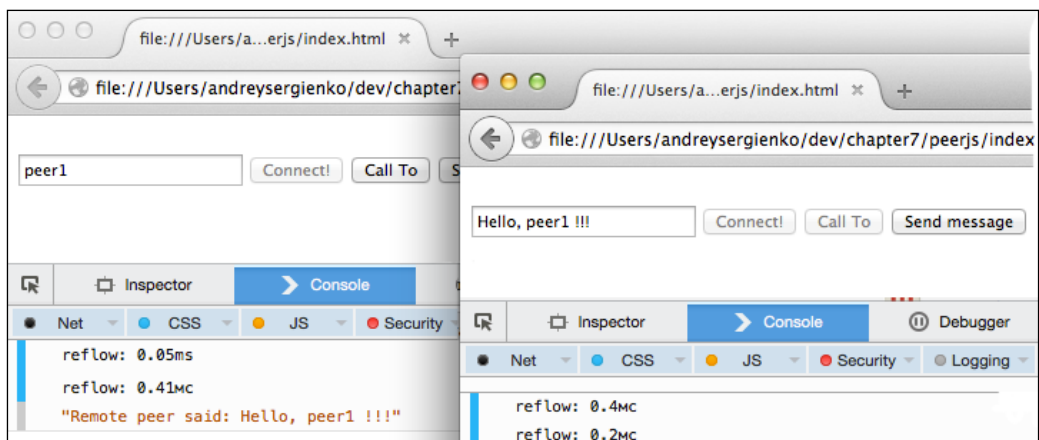 file:///Users/a...erjs/index.html
file:///Users/andreysergienko/dev/chapter7
peer1
Connect!
Call To
S
Inspector
Console
Net
CSS
JS
Security
reflow: 0.05ms
reflow: 0.41мс
"Remote peer said: Hello, peer1 !!!"
file:///Users/a...erjs/index.html
file:///Users/andreysergienko/dev/chapter7/peerjs/index
Hello, peer1 !!!
Connect!
Call To
Send message
Inspector
Console
Debugger
Net
CSS
JS
Security
Logging
reflow: 0.4мс
reflow: 0.2мс